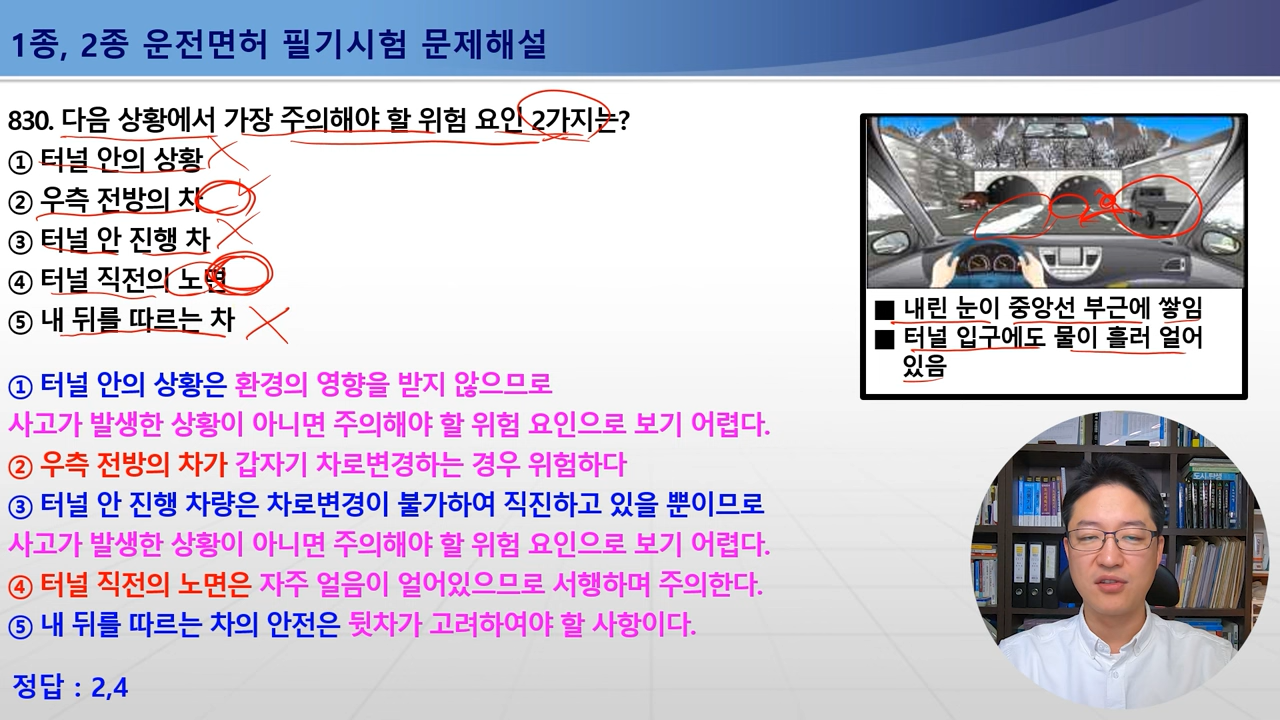 1종, 2종 운전면허 필기시험 문제해설
830. 다음 상황에서 가장 주의해야 할 위험 요인 2가지는?
① 터널 안의 상황
② 우측 전방의 차
③ 터널 안 진행 차
④ 터널 직전의 노면
⑤ 내 뒤를 따르는 차
■ 내린 눈이 중앙선 부근에 쌓임
■ 터널 입구에도 물이 흘러 얼어
있음
① 터널 안의 상황은 환경의 영향을 받지 않으므로
사고가 발생한 상황이 아니면 주의해야 할 위험 요인으로 보기 어렵다.
② 우측 전방의 차가 갑자기 차로변경하는 경우 위험하다
③ 터널 안 진행 차량은 차로변경이 불가하여 직진하고 있을 뿐이므로
사고가 발생한 상황이 아니면 주의해야 할 위험 요인으로 보기 어렵다.
④ 터널 직전의 노면은 자주 얼음이 얼어있으므로 서행하며 주의한다.
⑤ 내 뒤를 따르는 차의 안전은 뒷차가 고려하여야 할 사항이다.
정답 : 2,4